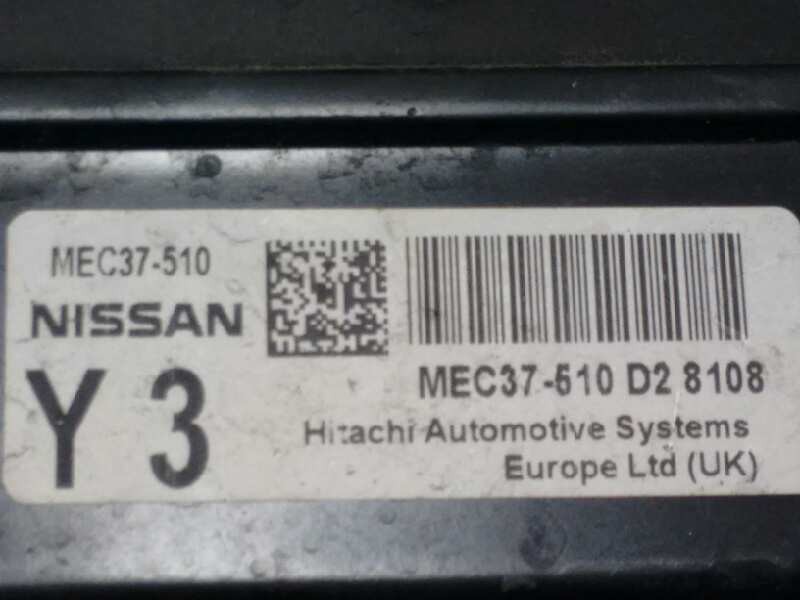 MEC37-510
NISSAN
Y 3
MEC37-510 D2 8108
Hitachi Automotive Systems
Europe Ltd (UK)